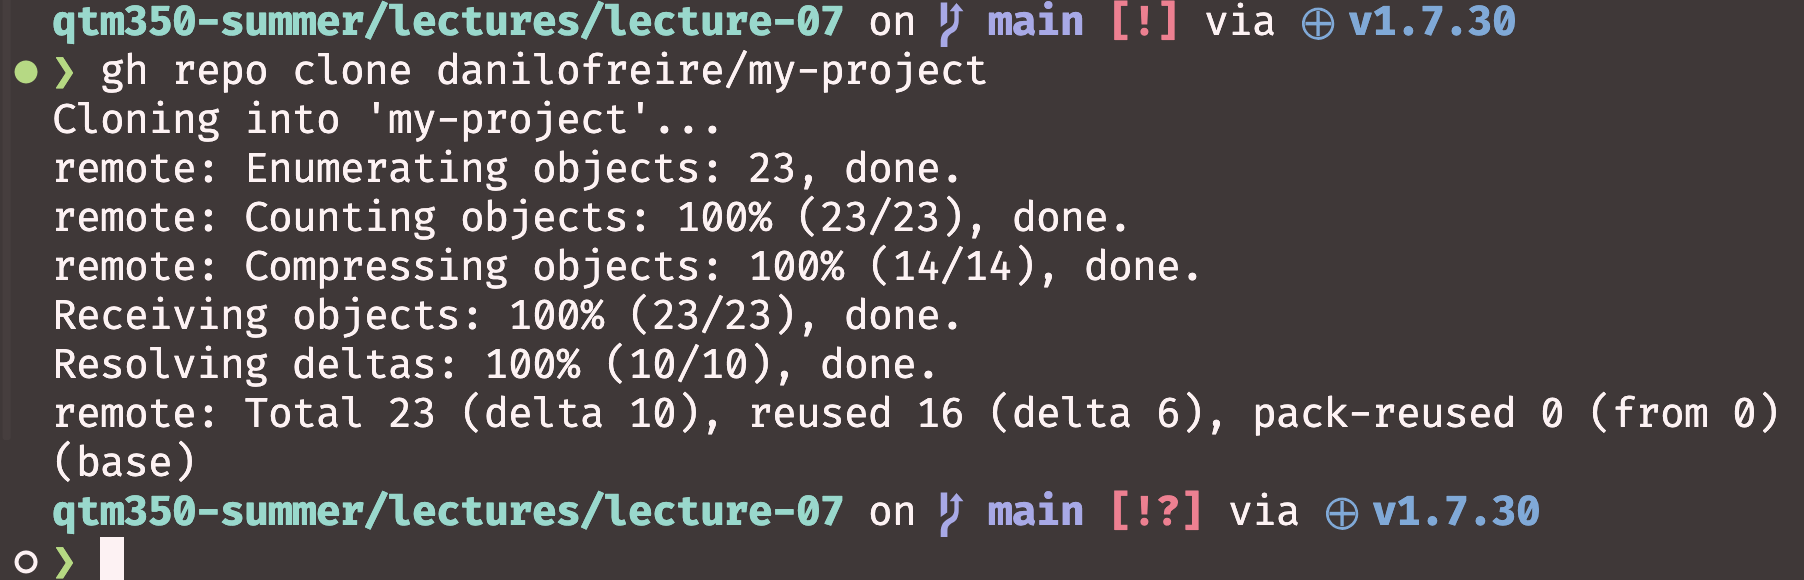 qtm350-summer/lectures/lecture-07 on main [!] via v1.7.30
❯ gh repo clone danilofreire/my-project
Cloning into 'my-project'...
remote: Enumerating objects: 23, done.
remote: Counting objects: 100% (23/23), done.
remote: Compressing objects: 100% (14/14), done.
Receiving objects: 100% (23/23), done.
Resolving deltas: 100% (10/10), done.
remote: Total 23 (delta 10), reused 16 (delta 6), pack-reused 0 (from 0)
(base)
qtm350-summer/lectures/lecture-07 on main [!?] via v1.7.30
❯